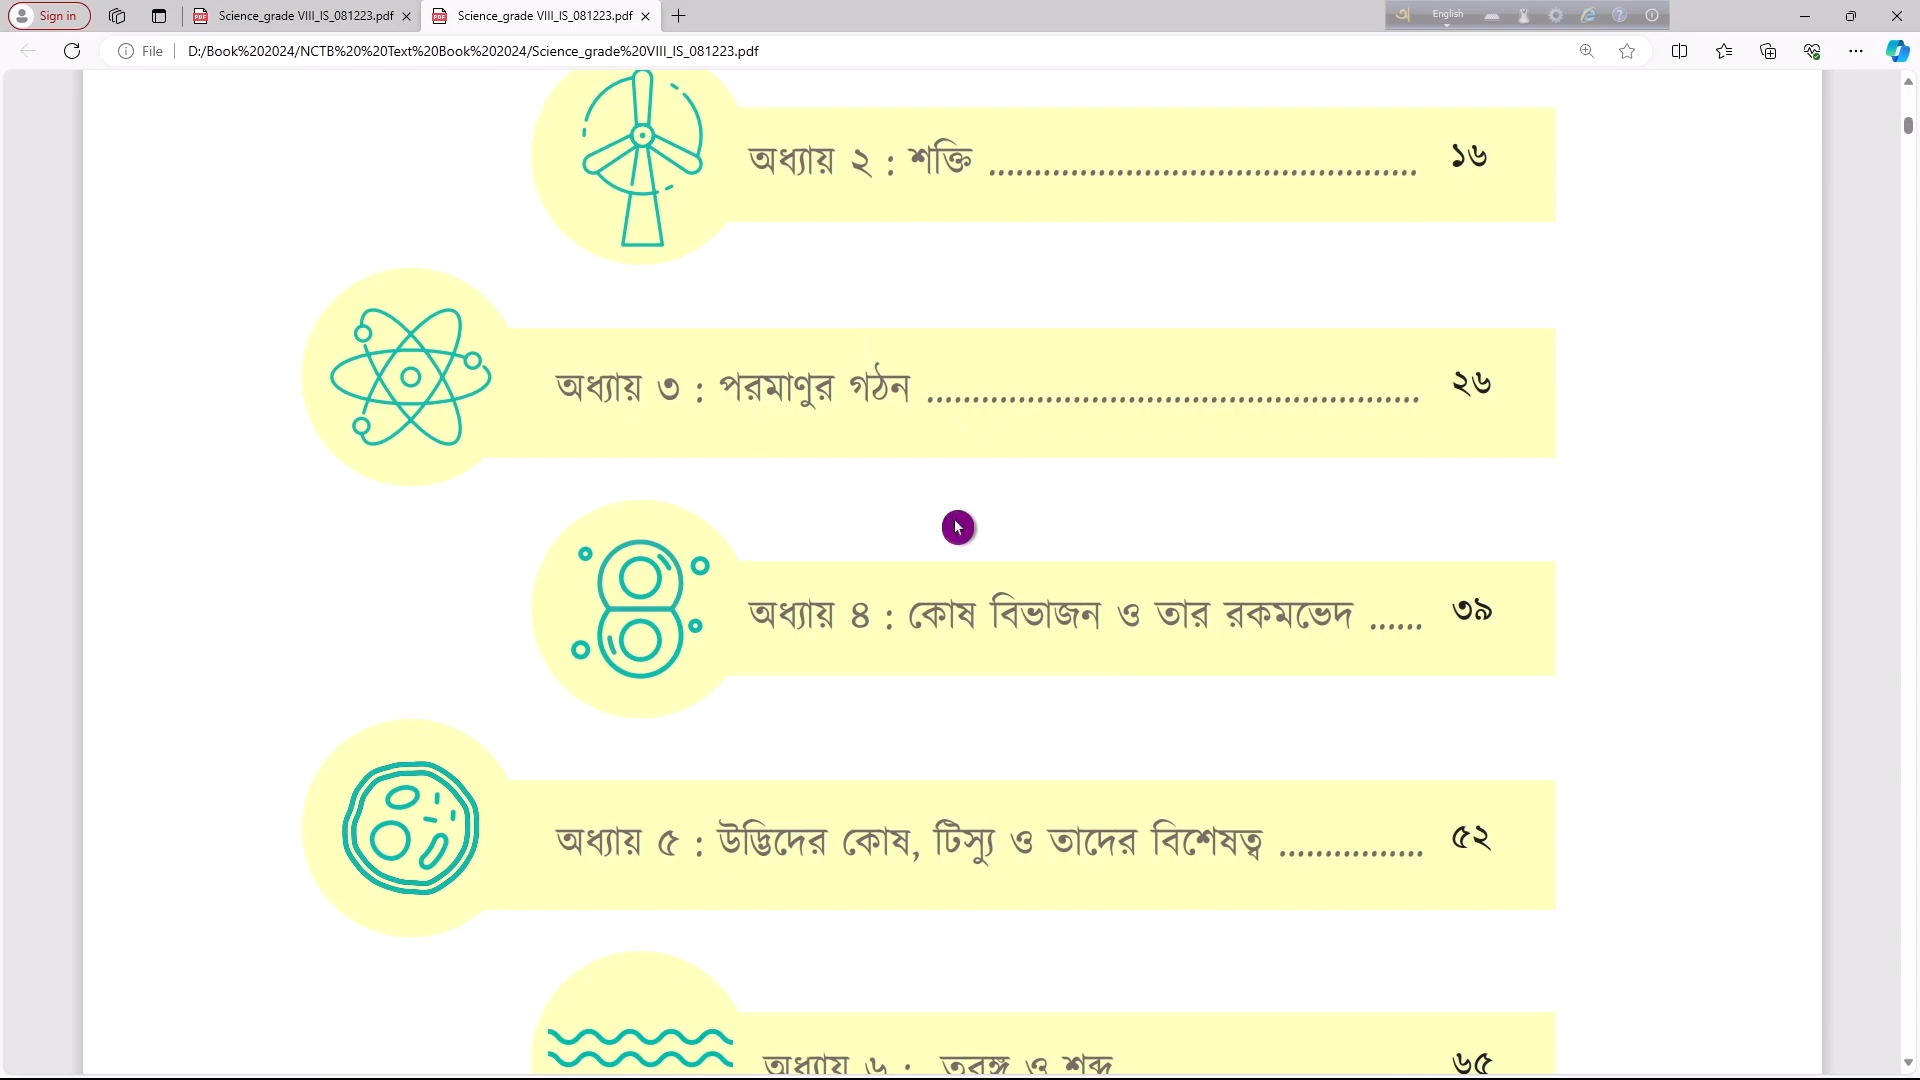 Sign in
Science_grade VIII_IS_081223.pdf
Science_grade VIII_IS_081223.pdf
English
File
D:/Book%202024/NCTB%20%20Text%20Book%202024/Science_grade%20VIII_IS_081223.pdf
অধ্যায় ২ : শক্তি ................................................ ১৬
অধ্যায় ৩ : পরমাণুর গঠন ....................................................... ২৬
অধ্যায় ৪ : কোষ বিভাজন ও তার রকমভেদ ...... ৩৯
অধ্যায় ৫ : উদ্ভিদের কোষ, টিস্যু ও তাদের বিশেষত্ব ................ ৫২
অধ্যায় ৬ : তরঙ্গ ও শব্দ ৬৫